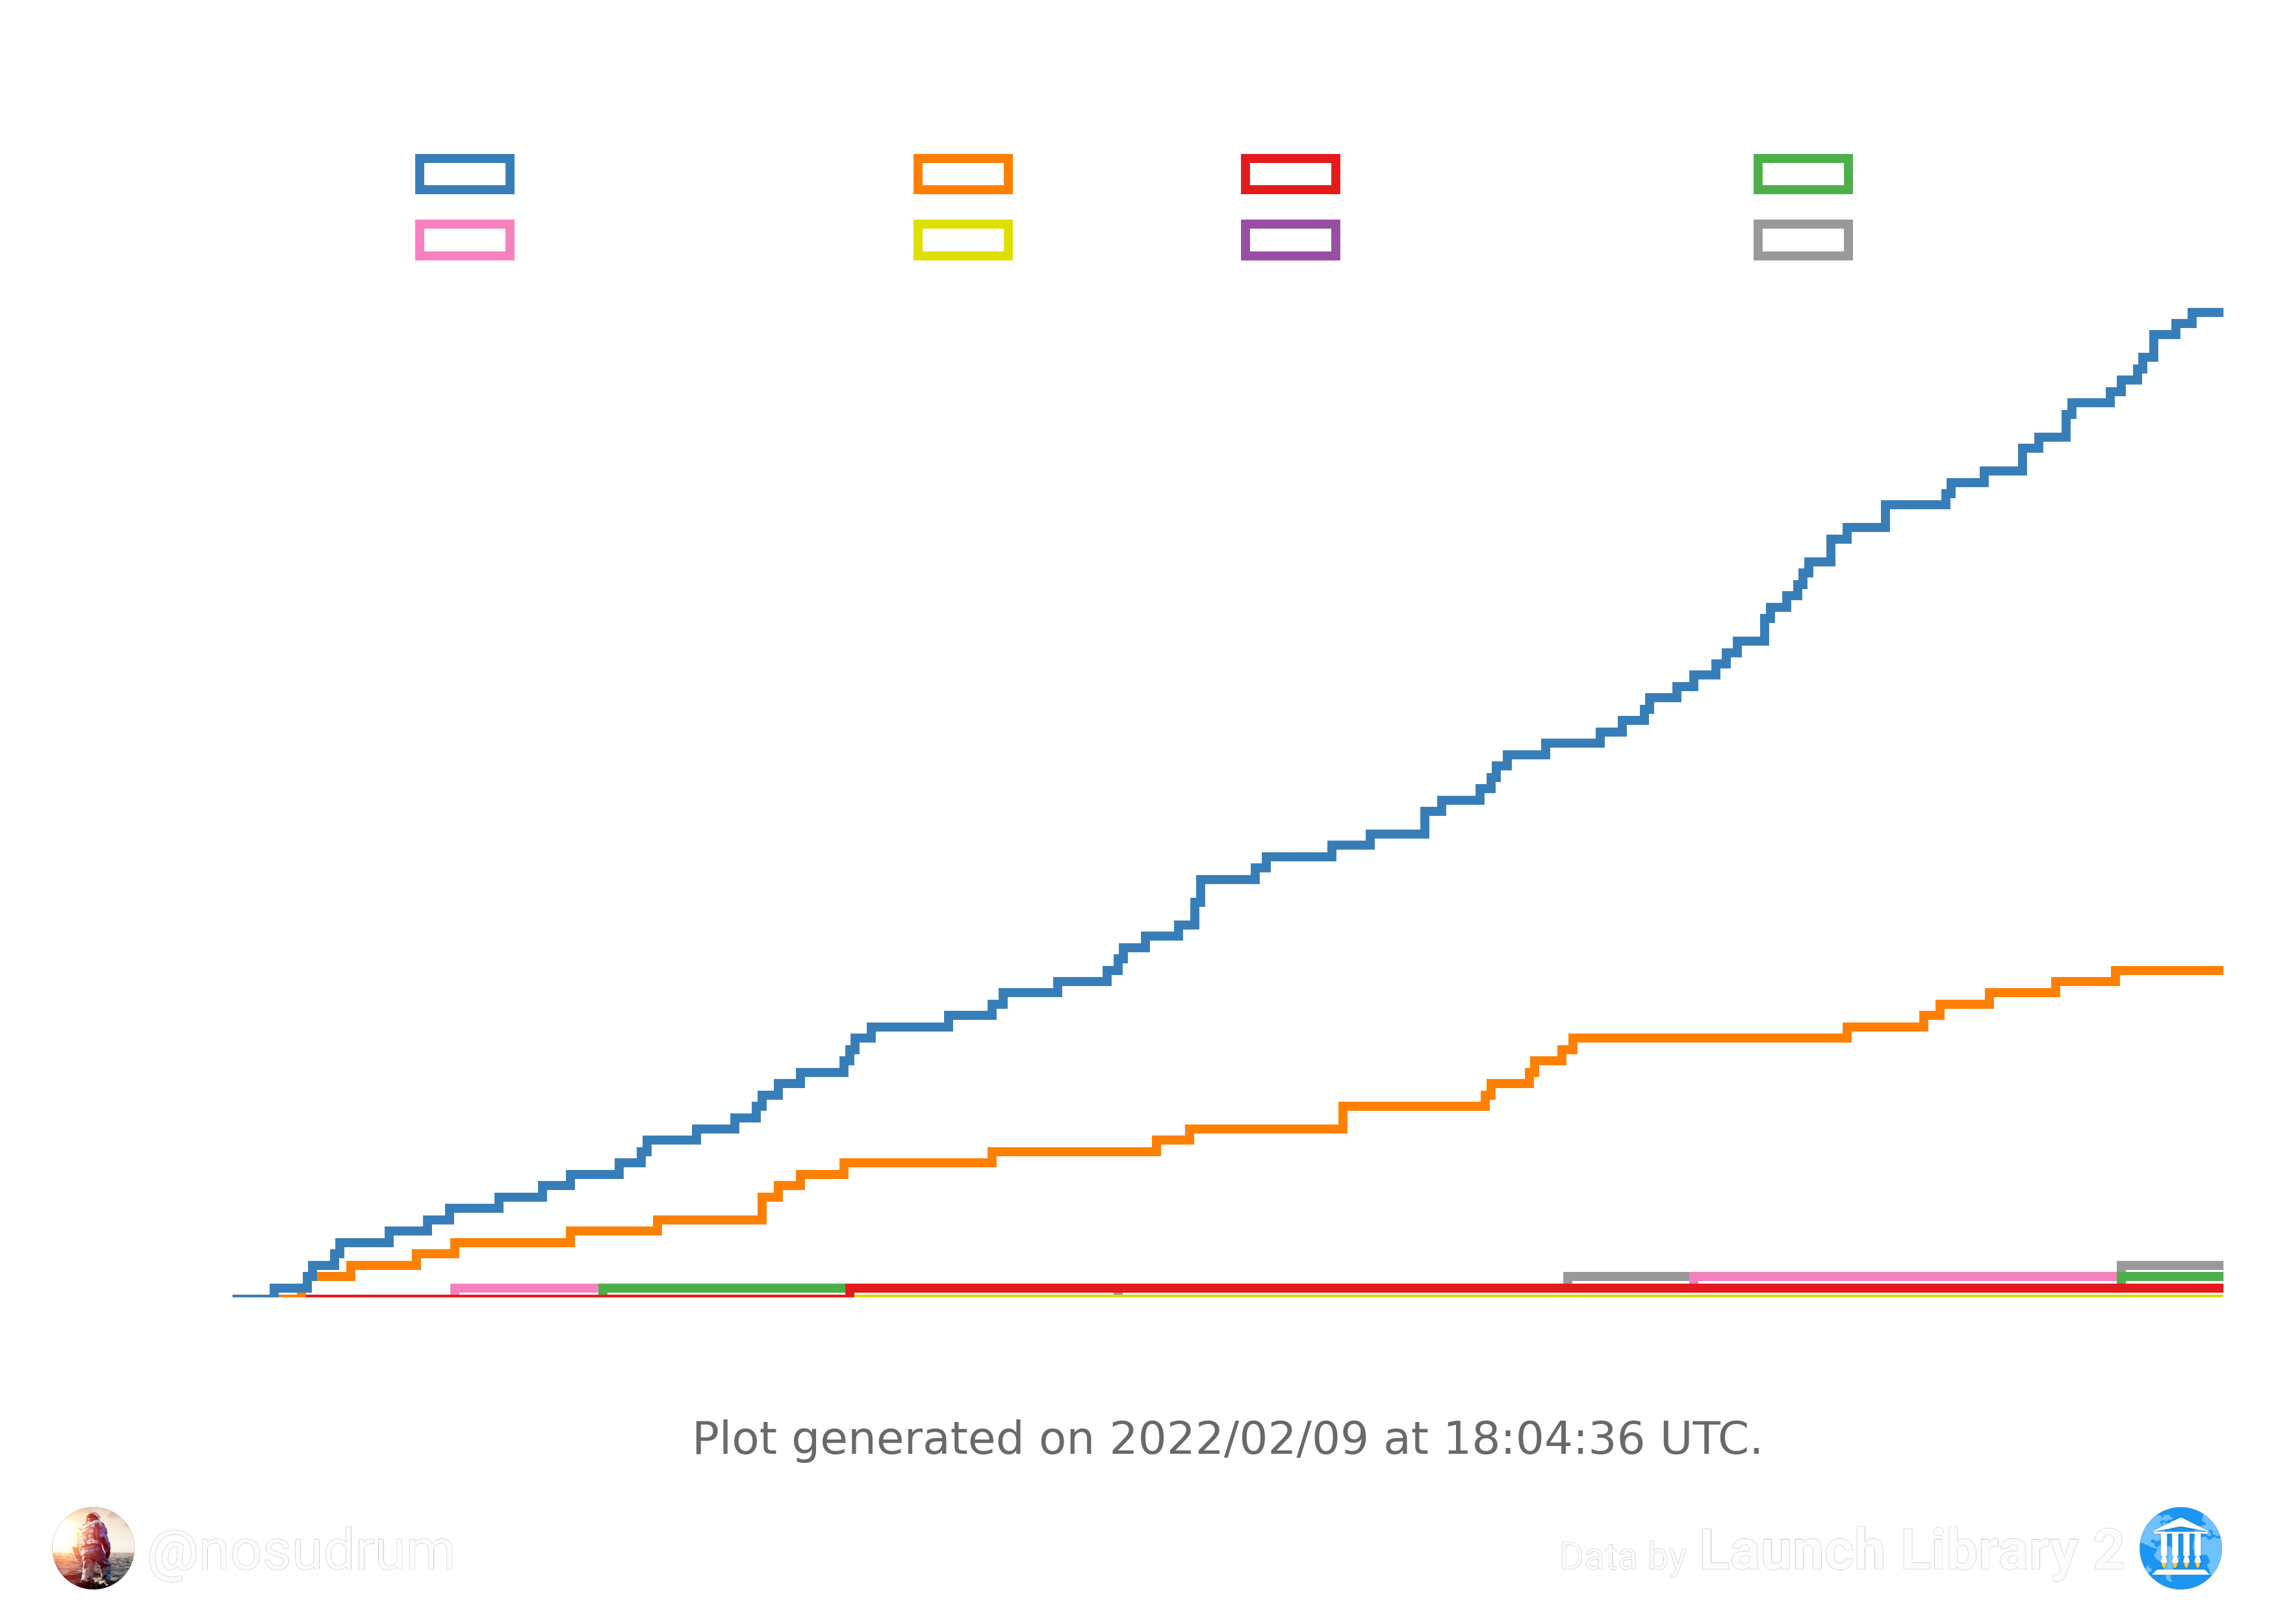 Plot generated on 2022/02/09 at 18:04:36 UTC.
@nosudrum
Data by Launch Library 2